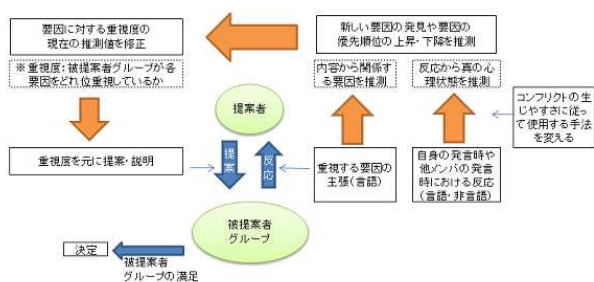 要因に対する重視度の
現在の推測値を修正
※重視度:被提案者グループが各
要因をどれ位重視しているか
新しい要因の発見や要因の
優先順位の上昇・下降を推測
内容から関係す
る要因を推測
反応から真の心
理状態を推測
コンフリクトの生
じやすさに従っ
て使用する手法
を変える
提案者
重視度を元に提案・説明
提案
反応
重視する要因の
主張(言語)
自身の発言時や
他メンバの発言
時における反応
(言語・非言語)
被提案者
グループ
決定
被提案者
グループの満足